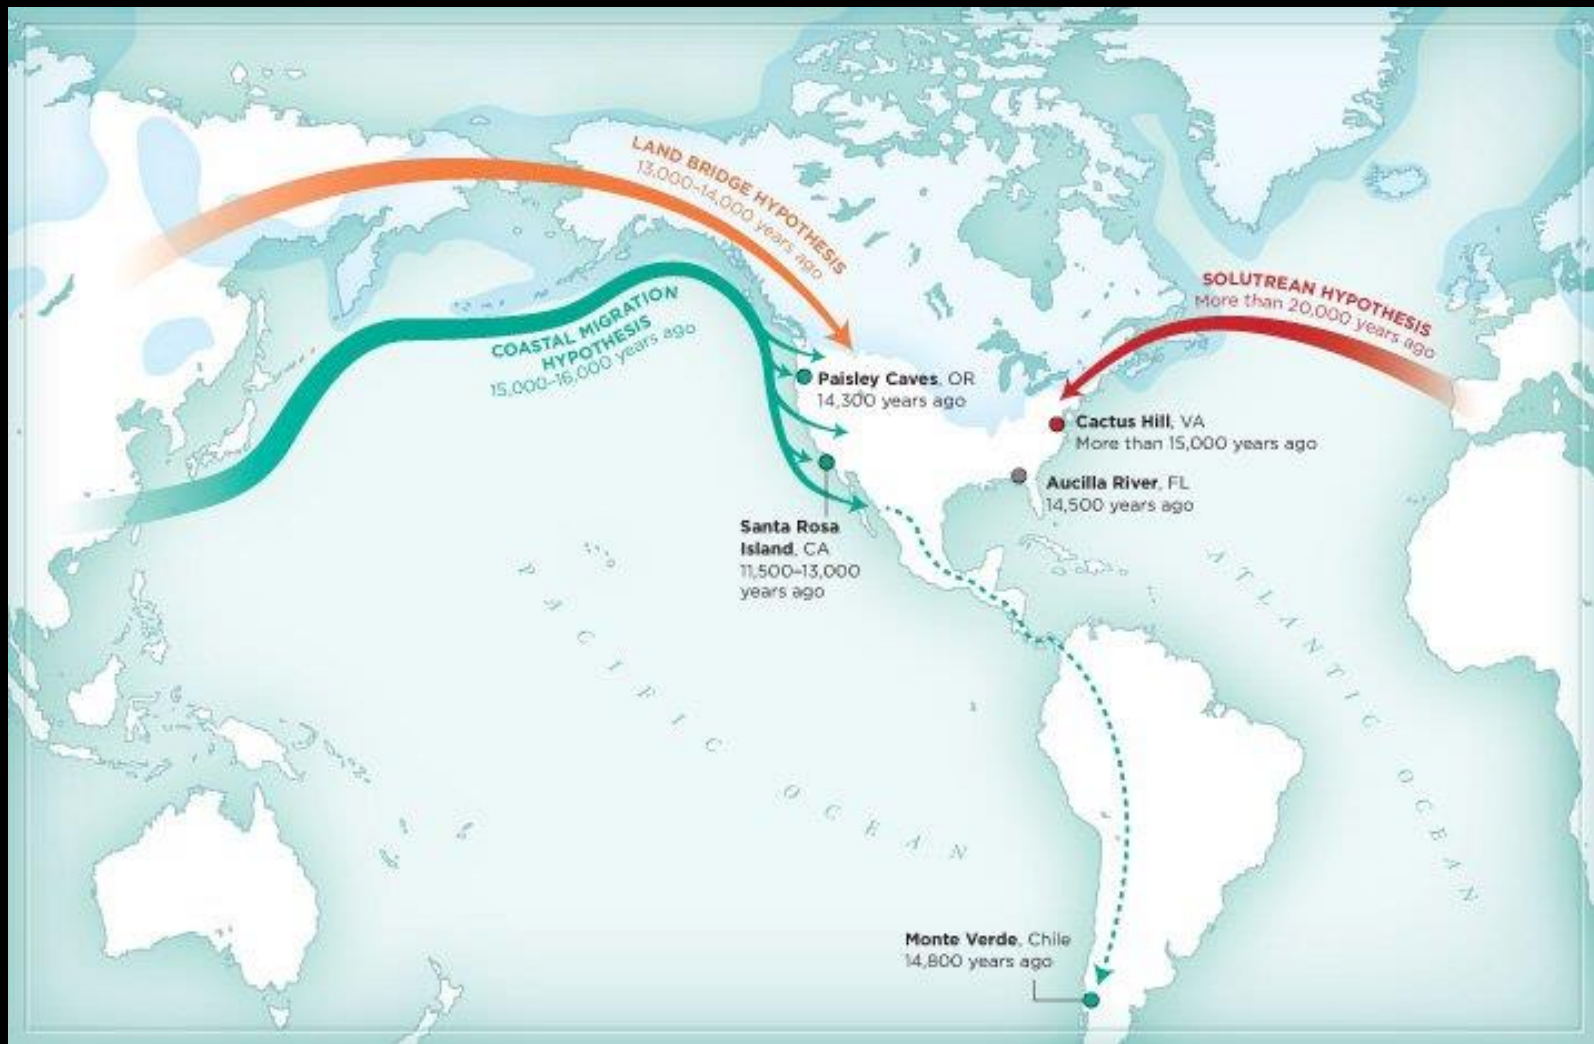 LAND BRIDGE HYPOTHESIS
13,000–14,000 years ago
COASTAL MIGRATION
HYPOTHESIS
15,000–16,000 years ago
SOLUTREAN HYPOTHESIS
More than 20,000 years ago
Paisley Caves, OR
14,300 years ago
Cactus Hill, VA
More than 15,000 years ago
Aucilla River, FL
14,500 years ago
Santa Rosa
Island, CA
11,500–13,000
years ago
PACIFIC OCEAN
ATLANTIC OCEAN
Monte Verde, Chile
14,800 years ago